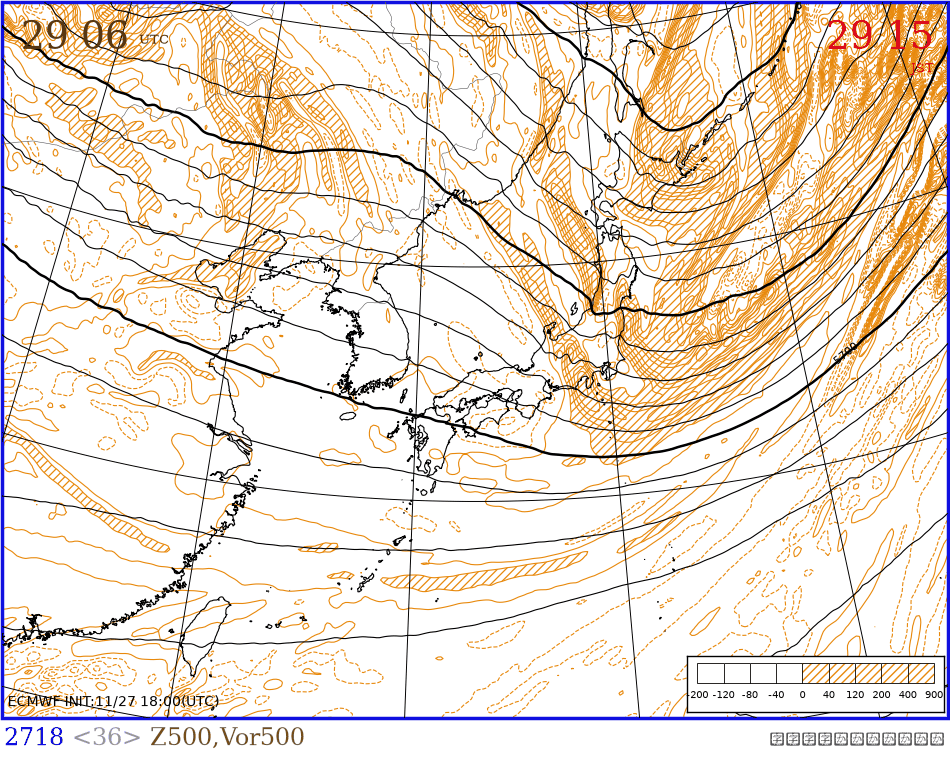 29 06 UTC
29 15
JST
5700
ECMWF INIT:11/27 18:00(UTC)
-200 -120 -80 -40 0 40 120 200 400 900
2718 <36> Z500,Vor500